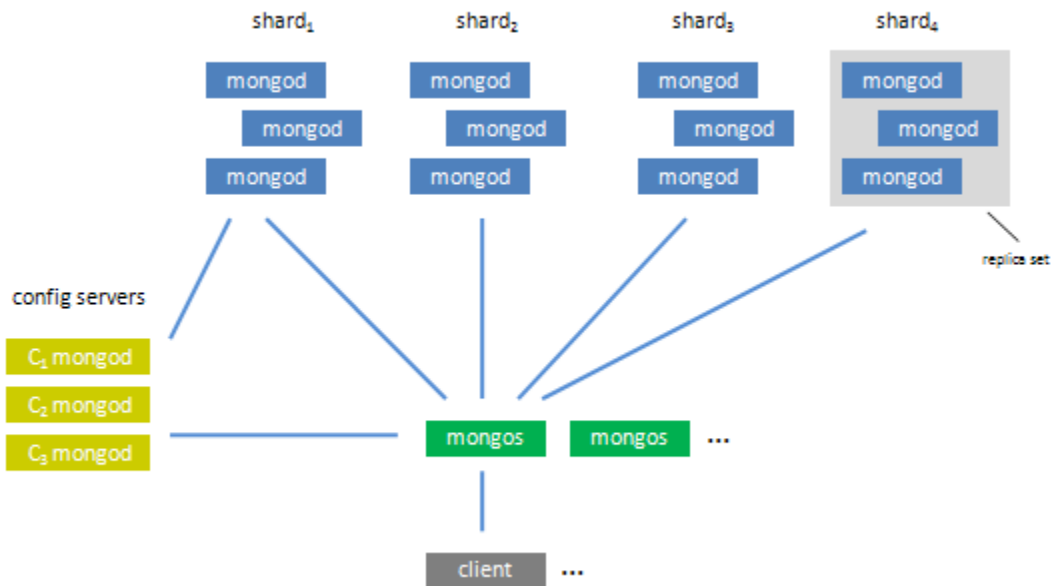 shard₁ shard₂ shard₃ shard₄
mongod mongod mongod mongod
mongod mongod mongod mongod
mongod mongod mongod mongod
replica set
config servers
C₁ mongod
C₂ mongod
C₃ mongod
mongos mongos ...
client ...